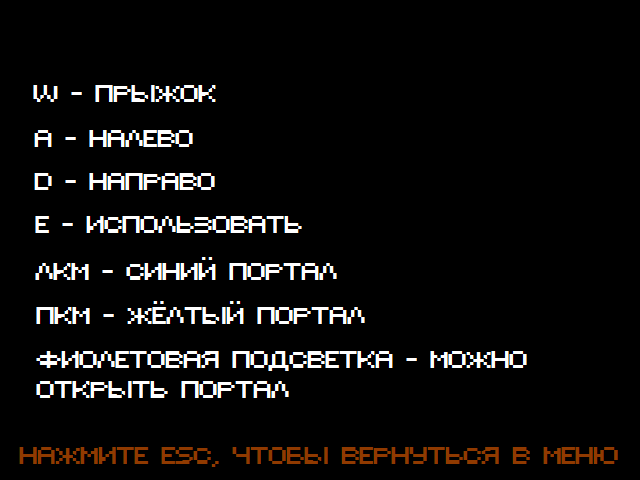 W - ПРЫЖОК
A - НАЛЕВО
D - НАПРАВО
E - ИСПОЛЬЗОВАТЬ
ЛКМ - СИНИЙ ПОРТАЛ
ПКМ - ЖЁЛТЫЙ ПОРТАЛ
ФИОЛЕТОВАЯ ПОДСВЕТКА - МОЖНО
ОТКРЫТЬ ПОРТАЛ
НАЖМИТЕ ESC, ЧТОБЫ ВЕРНУТЬСЯ В МЕНЮ